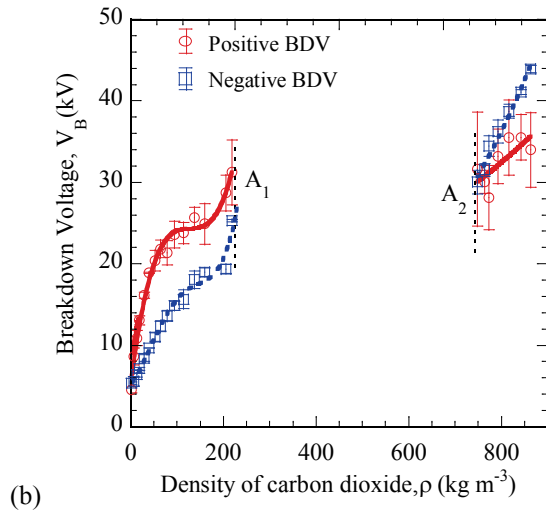 50
40
30
20
10
0
Breakdown Voltage, V_B(kV)
Positive BDV
Negative BDV
A₁
A₂
0 200 400 600 800
Density of carbon dioxide,ρ (kg m⁻³)
(b)